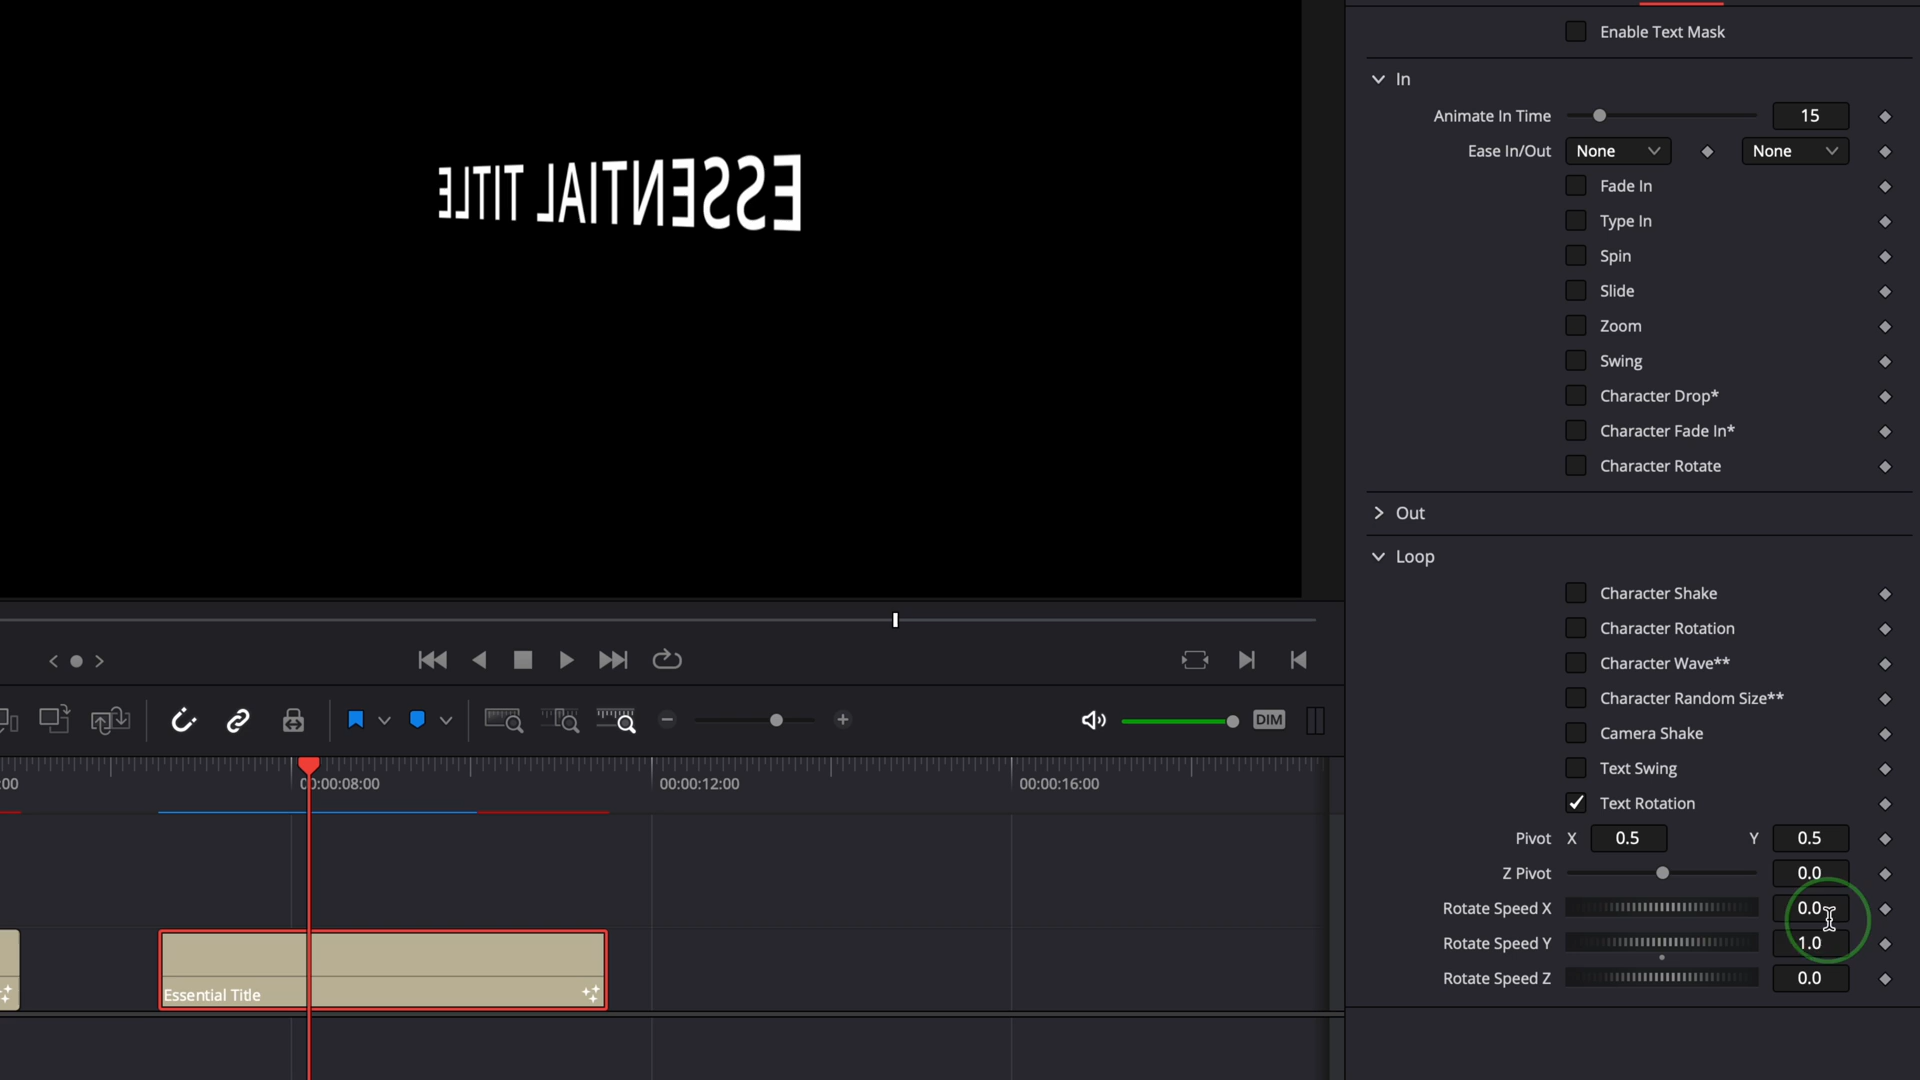 Enable Text Mask
In
Animate In Time 15
Ease In/Out None None
Fade In
Type In
Spin
Slide
Zoom
Swing
Character Drop*
Character Fade In*
Character Rotate
Out
Loop
Character Shake
Character Rotation
Character Wave**
Character Random Size**
Camera Shake
Text Swing
Text Rotation
Pivot X 0.5 Y 0.5
Z Pivot 0.0
Rotate Speed X 0.0
Rotate Speed Y 1.0
Rotate Speed Z 0.0
ESSENTIAL TITLE
DIM
:00 00:00:08:00 00:00:12:00 00:00:16:00
Essential Title